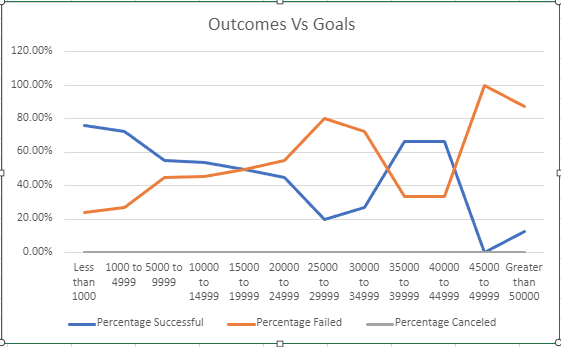 Outcomes Vs Goals
120.00%
100.00%
80.00%
60.00%
40.00%
20.00%
0.00%
Less than 1000
1000 to 4999
5000 to 9999
10000 to 14999
15000 to 19999
20000 to 24999
25000 to 29999
30000 to 34999
35000 to 39999
40000 to 44999
45000 to 49999
Greater than 50000
Percentage Successful
Percentage Failed
Percentage Canceled